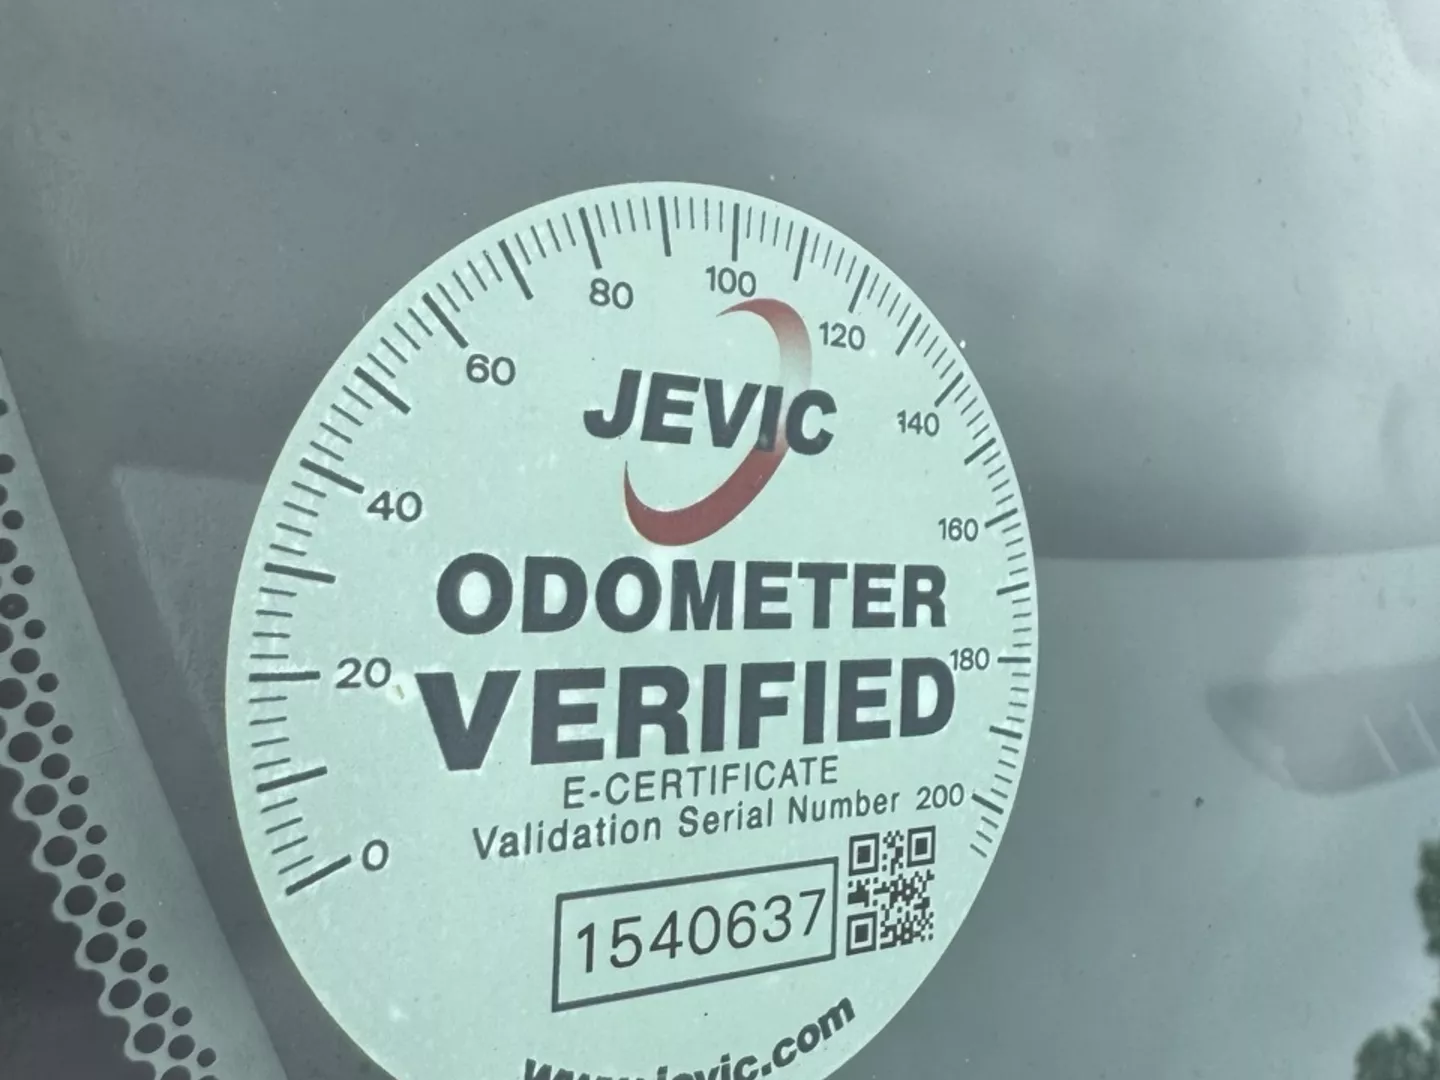 0
20
40
60
80
100
120
140
160
180
200
JEVIC
ODOMETER
VERIFIED
E-CERTIFICATE
Validation Serial Number
1540637
www.jevic.com